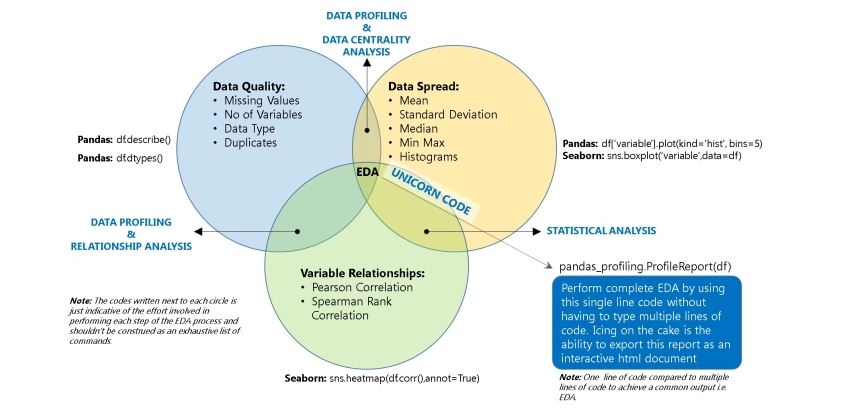 DATA PROFILING
&
DATA CENTRALITY
ANALYSIS
Data Quality:
• Missing Values
• No of Variables
• Data Type
• Duplicates
Data Spread:
• Mean
• Standard Deviation
• Median
• Min Max
• Histograms
Pandas: df.describe()
Pandas: df.dtypes()
Pandas: df['variable'].plot(kind='hist', bins=5)
Seaborn: sns.boxplot('variable',data=df)
EDA
UNICORN CODE
DATA PROFILING
&
RELATIONSHIP ANALYSIS
STATISTICAL ANALYSIS
Variable Relationships:
• Pearson Correlation
• Spearman Rank
Correlation
pandas_profiling.ProfileReport(df)
Perform complete EDA by using
this single line code without
having to type multiple lines of
code. Icing on the cake is the
ability to export this report as an
interactive html document
Note: The codes written next to each circle is
just indicative of the effort involved in
performing each step of the EDA process and
shouldn't be construed as an exhaustive list of
commands.
Seaborn: sns.heatmap(df.corr(),annot=True)
Note: One line of code compared to multiple
lines of code to achieve a common output i.e.
EDA.